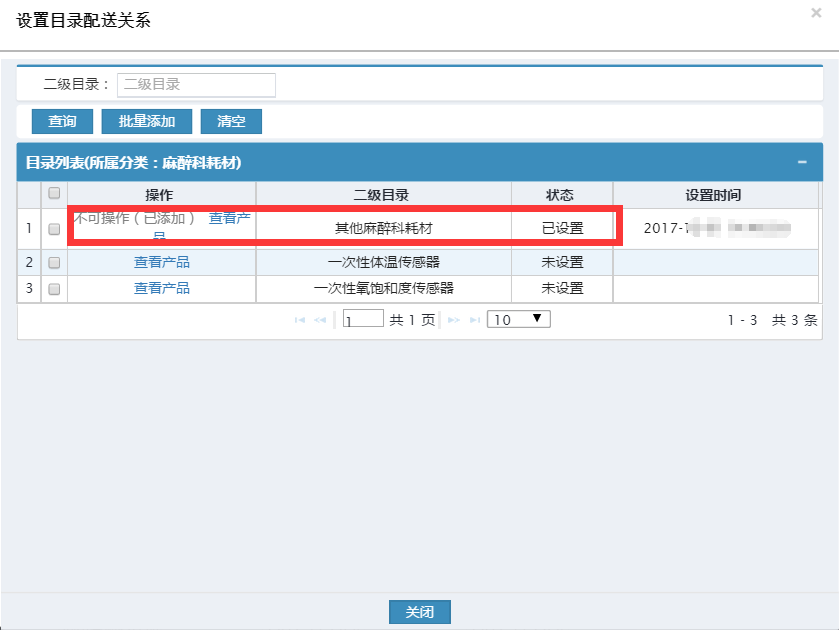 设置目录配送关系
×
二级目录： 二级目录
查询 批量添加 清空
目录列表(所属分类：麻醉科耗材) −
操作 二级目录 状态 设置时间
1 不可操作（已添加） 查看产品 其他麻醉科耗材 已设置 2017-1
2 查看产品 一次性体温传感器 未设置
3 查看产品 一次性氧饱和度传感器 未设置
1 共 1 页 10 1 - 3 共 3 条
关闭